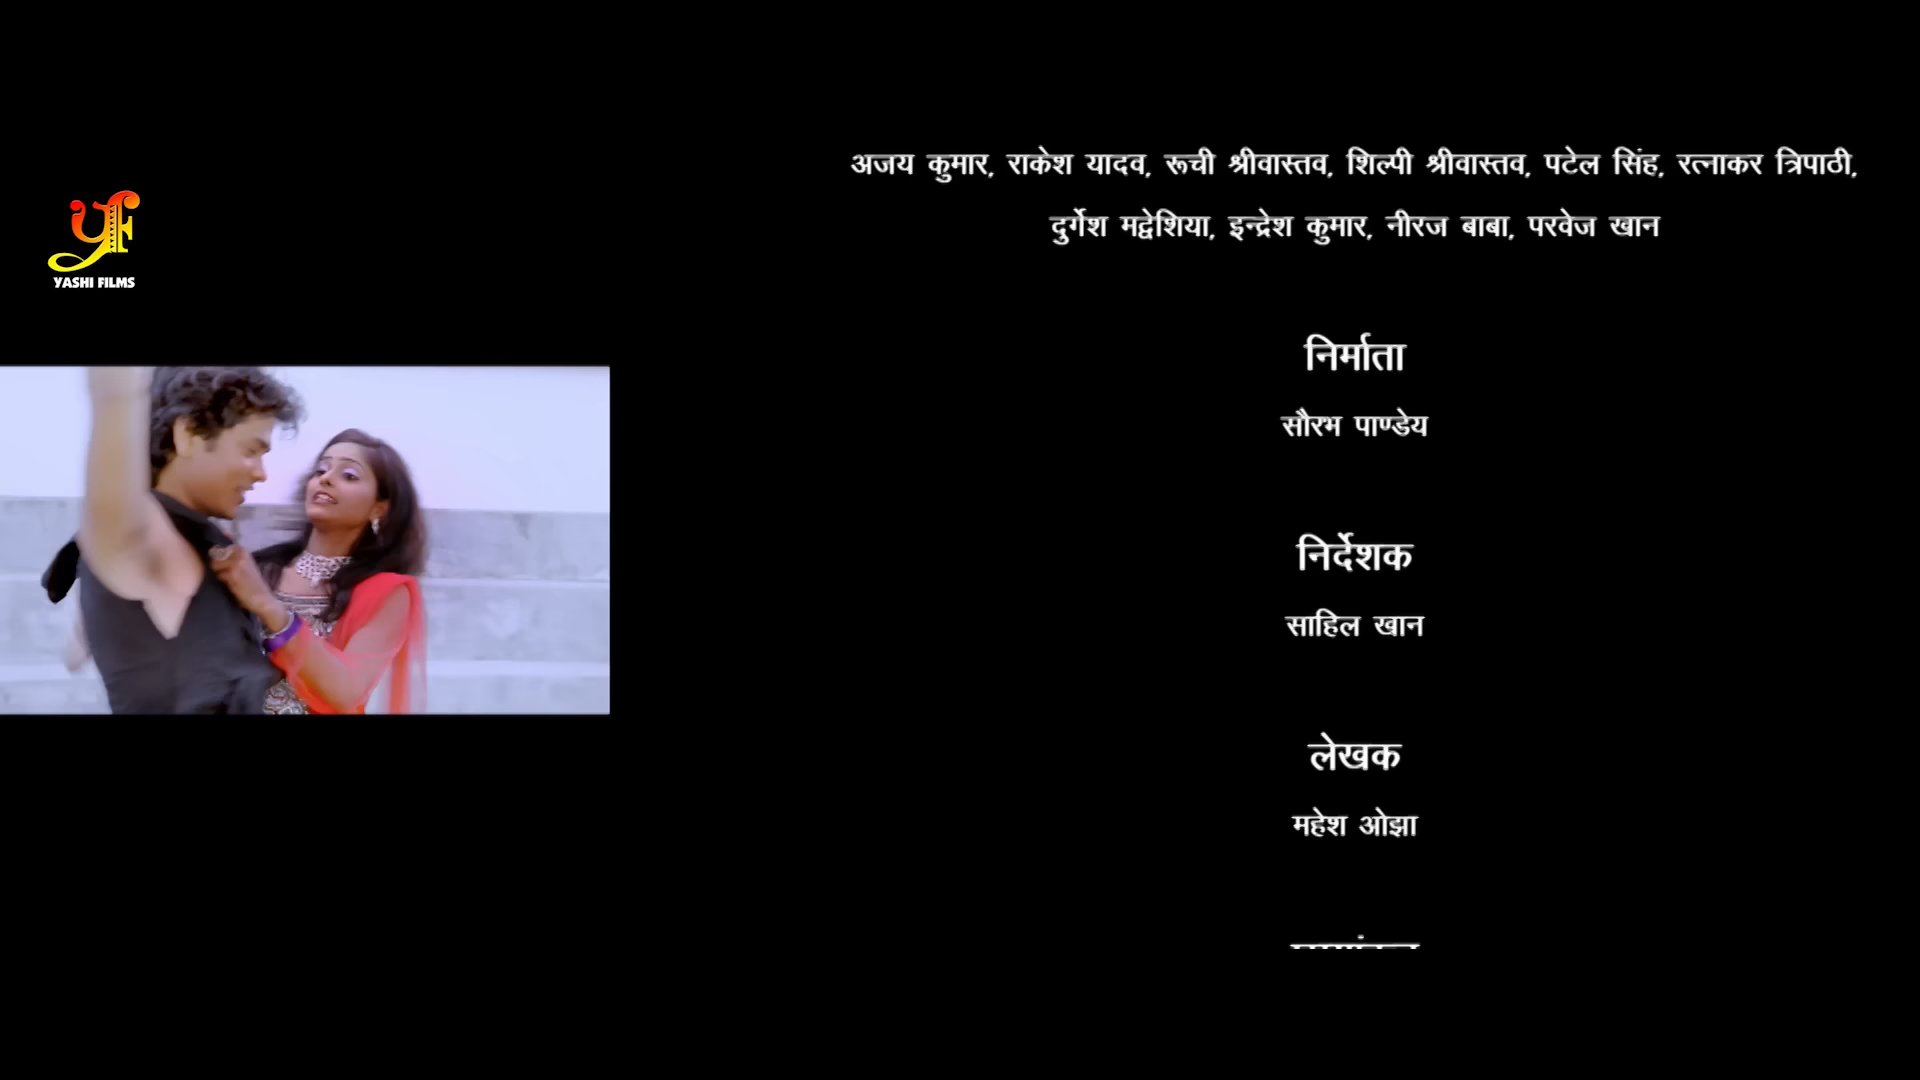 अजय कुमार, राकेश यादव, रूची श्रीवास्तव, शिल्पी श्रीवास्तव, पटेल सिंह, रत्नाकर त्रिपाठी,
दुर्गेश मद्वेशिया, इन्द्रेश कुमार, नीरज बाबा, परवेज खान
YASHI FILMS
निर्माता
सौरभ पाण्डेय
निर्देशक
साहिल खान
लेखक
महेश ओझा